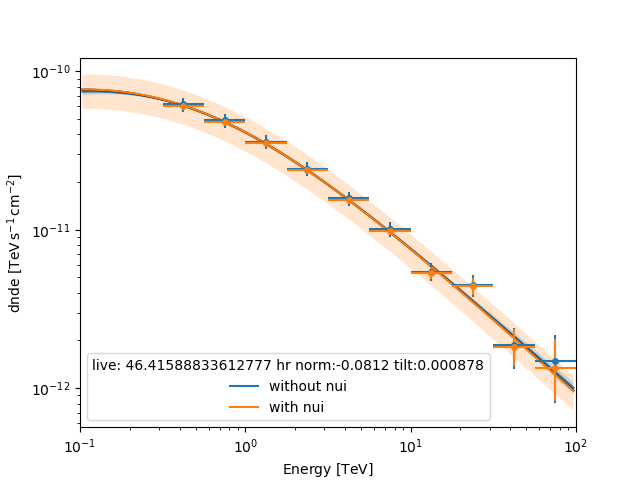 10⁻¹⁰
10⁻¹¹
10⁻¹²
dnde [TeV s⁻¹ cm⁻²]
live: 46.41588833612777 hr norm:-0.0812 tilt:0.000878
without nui
with nui
10⁻¹ 10⁰ 10¹ 10²
Energy [TeV]